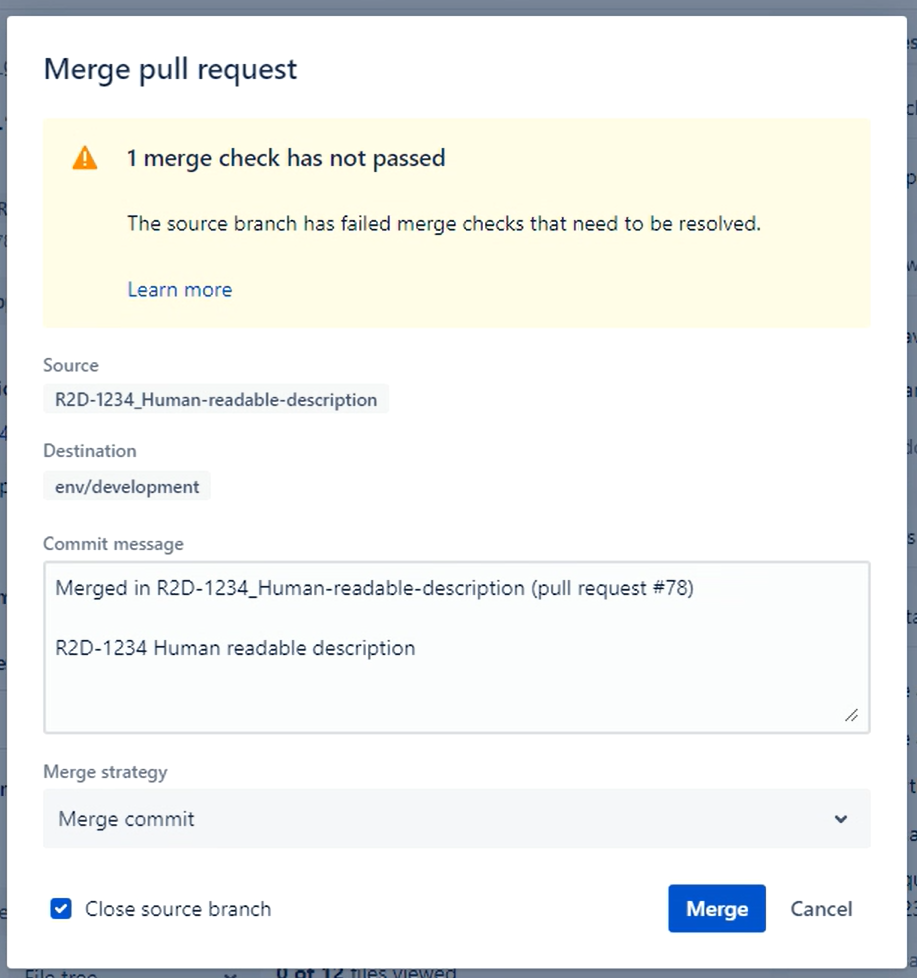 Merge pull request
1 merge check has not passed
The source branch has failed merge checks that need to be resolved.
Learn more
Source
R2D-1234_Human-readable-description
Destination
env/development
Commit message
Merged in R2D-1234_Human-readable-description (pull request #78)
R2D-1234 Human readable description
Merge strategy
Merge commit
Close source branch
Merge
Cancel
File tree
0 of 12 files viewed